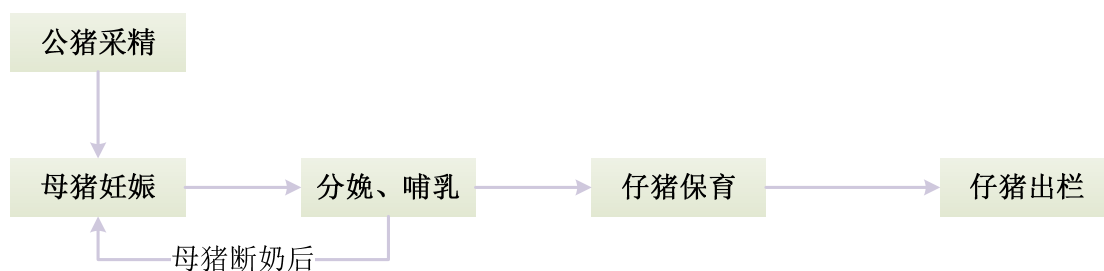 公猪采精
母猪妊娠
分娩、哺乳
仔猪保育
仔猪出栏
母猪断奶后